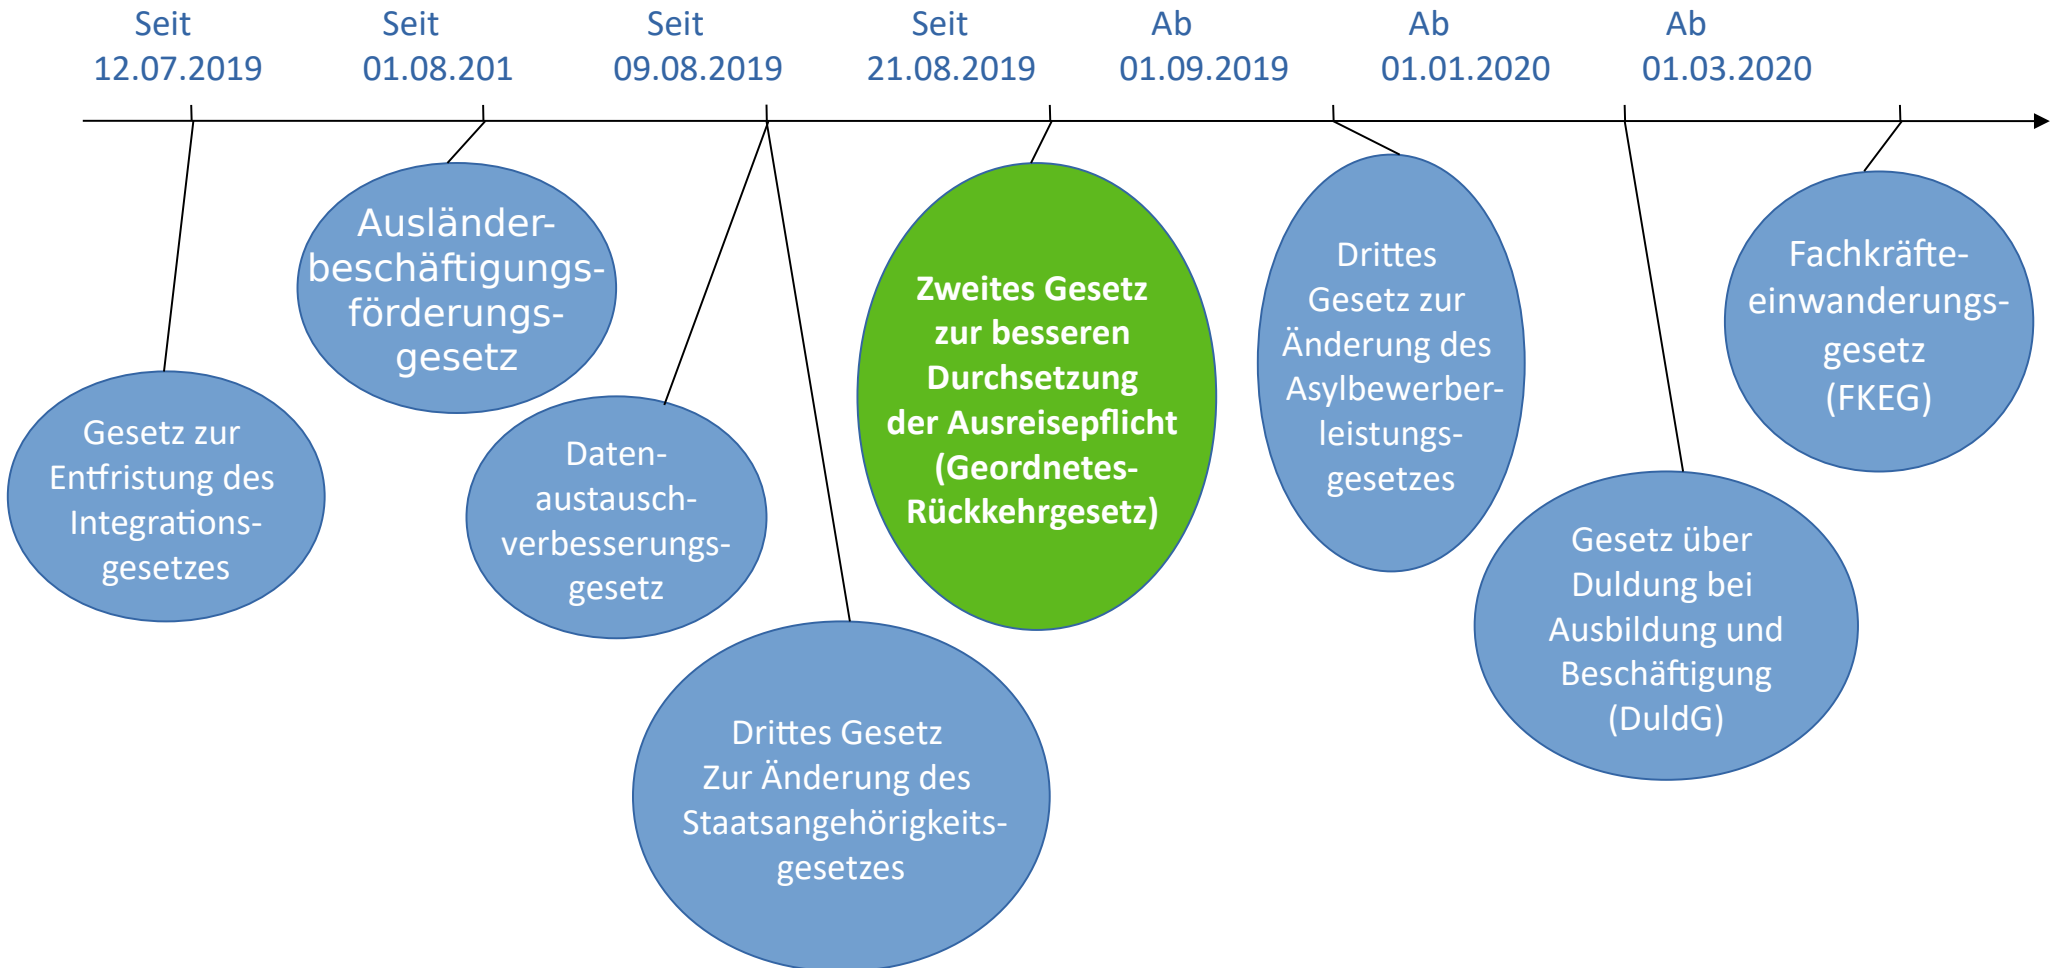 Seit
12.07.2019
Seit
01.08.201
Seit
09.08.2019
Seit
21.08.2019
Ab
01.09.2019
Ab
01.01.2020
Ab
01.03.2020
Gesetz zur
Entfristung des
Integrations-
gesetzes
Ausländer-
beschäftigungs-
förderungs-
gesetz
Daten-
austausch-
verbesserungs-
gesetz
Drittes Gesetz
Zur Änderung des
Staatsangehörigkeits-
gesetzes
Zweites Gesetz
zur besseren
Durchsetzung
der Ausreisepflicht
(Geordnetes-
Rückkehrgesetz)
Drittes
Gesetz zur
Änderung des
Asylbewerber-
leistungs-
gesetzes
Gesetz über
Duldung bei
Ausbildung und
Beschäftigung
(DuldG)
Fachkräfte-
einwanderungs-
gesetz
(FKEG)